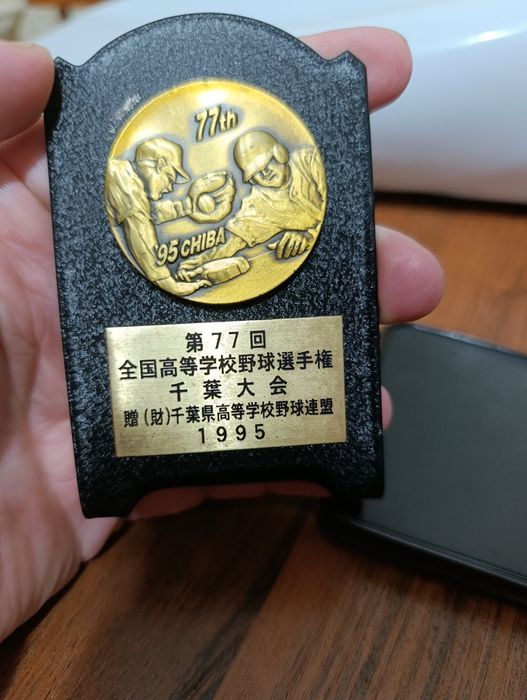 77th
'95 CHIBA
第77回
全国高等学校野球選手権
千葉大会
贈(財)千葉県高等学校野球連盟
1995